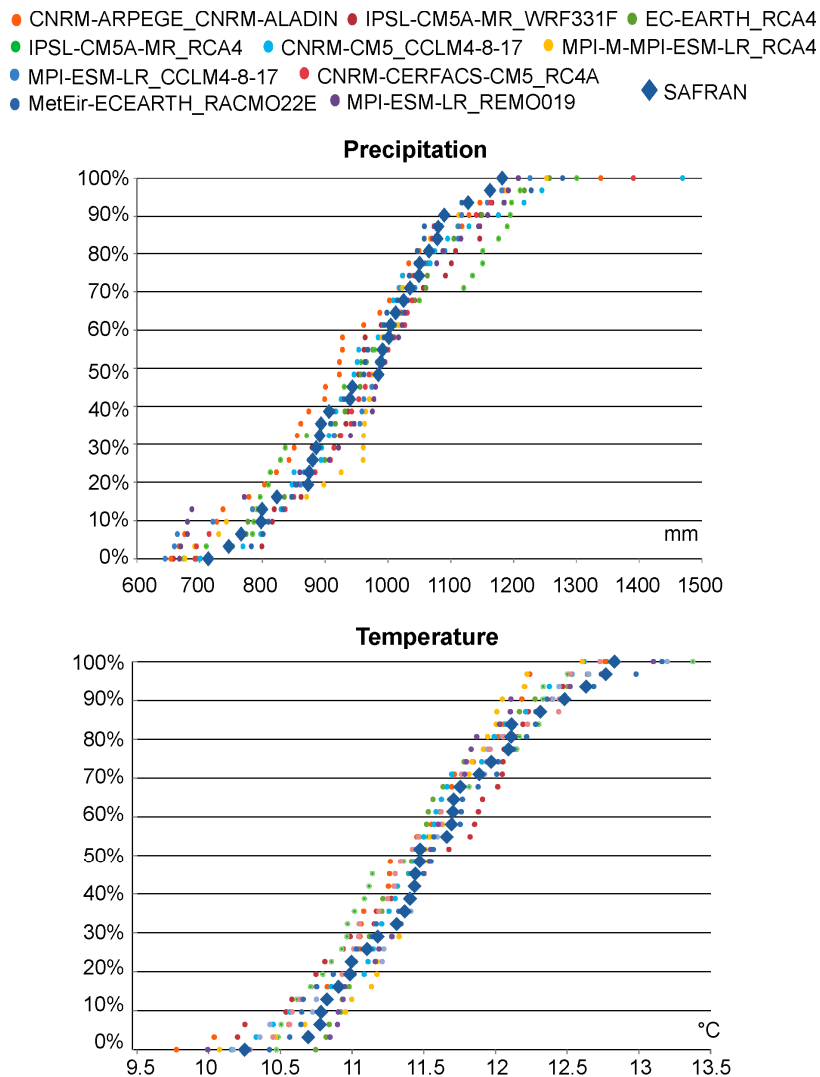 CNRM-ARPEGE_CNRM-ALADIN IPSL-CM5A-MR_WRF331F EC-EARTH_RCA4
IPSL-CM5A-MR_RCA4 CNRM-CM5_CCLM4-8-17 MPI-M-MPI-ESM-LR_RCA4
MPI-ESM-LR_CCLM4-8-17 CNRM-CERFACS-CM5_RC4A
MetEir-ECEARTH_RACMO22E MPI-ESM-LR_REMO019 SAFRAN
Precipitation
100%
90%
80%
70%
60%
50%
40%
30%
20%
10%
mm
0%
600 700 800 900 1000 1100 1200 1300 1400 1500
Temperature
100%
90%
80%
70%
60%
50%
40%
30%
20%
10%
°C
0%
9.5 10 10.5 11 11.5 12 12.5 13 13.5